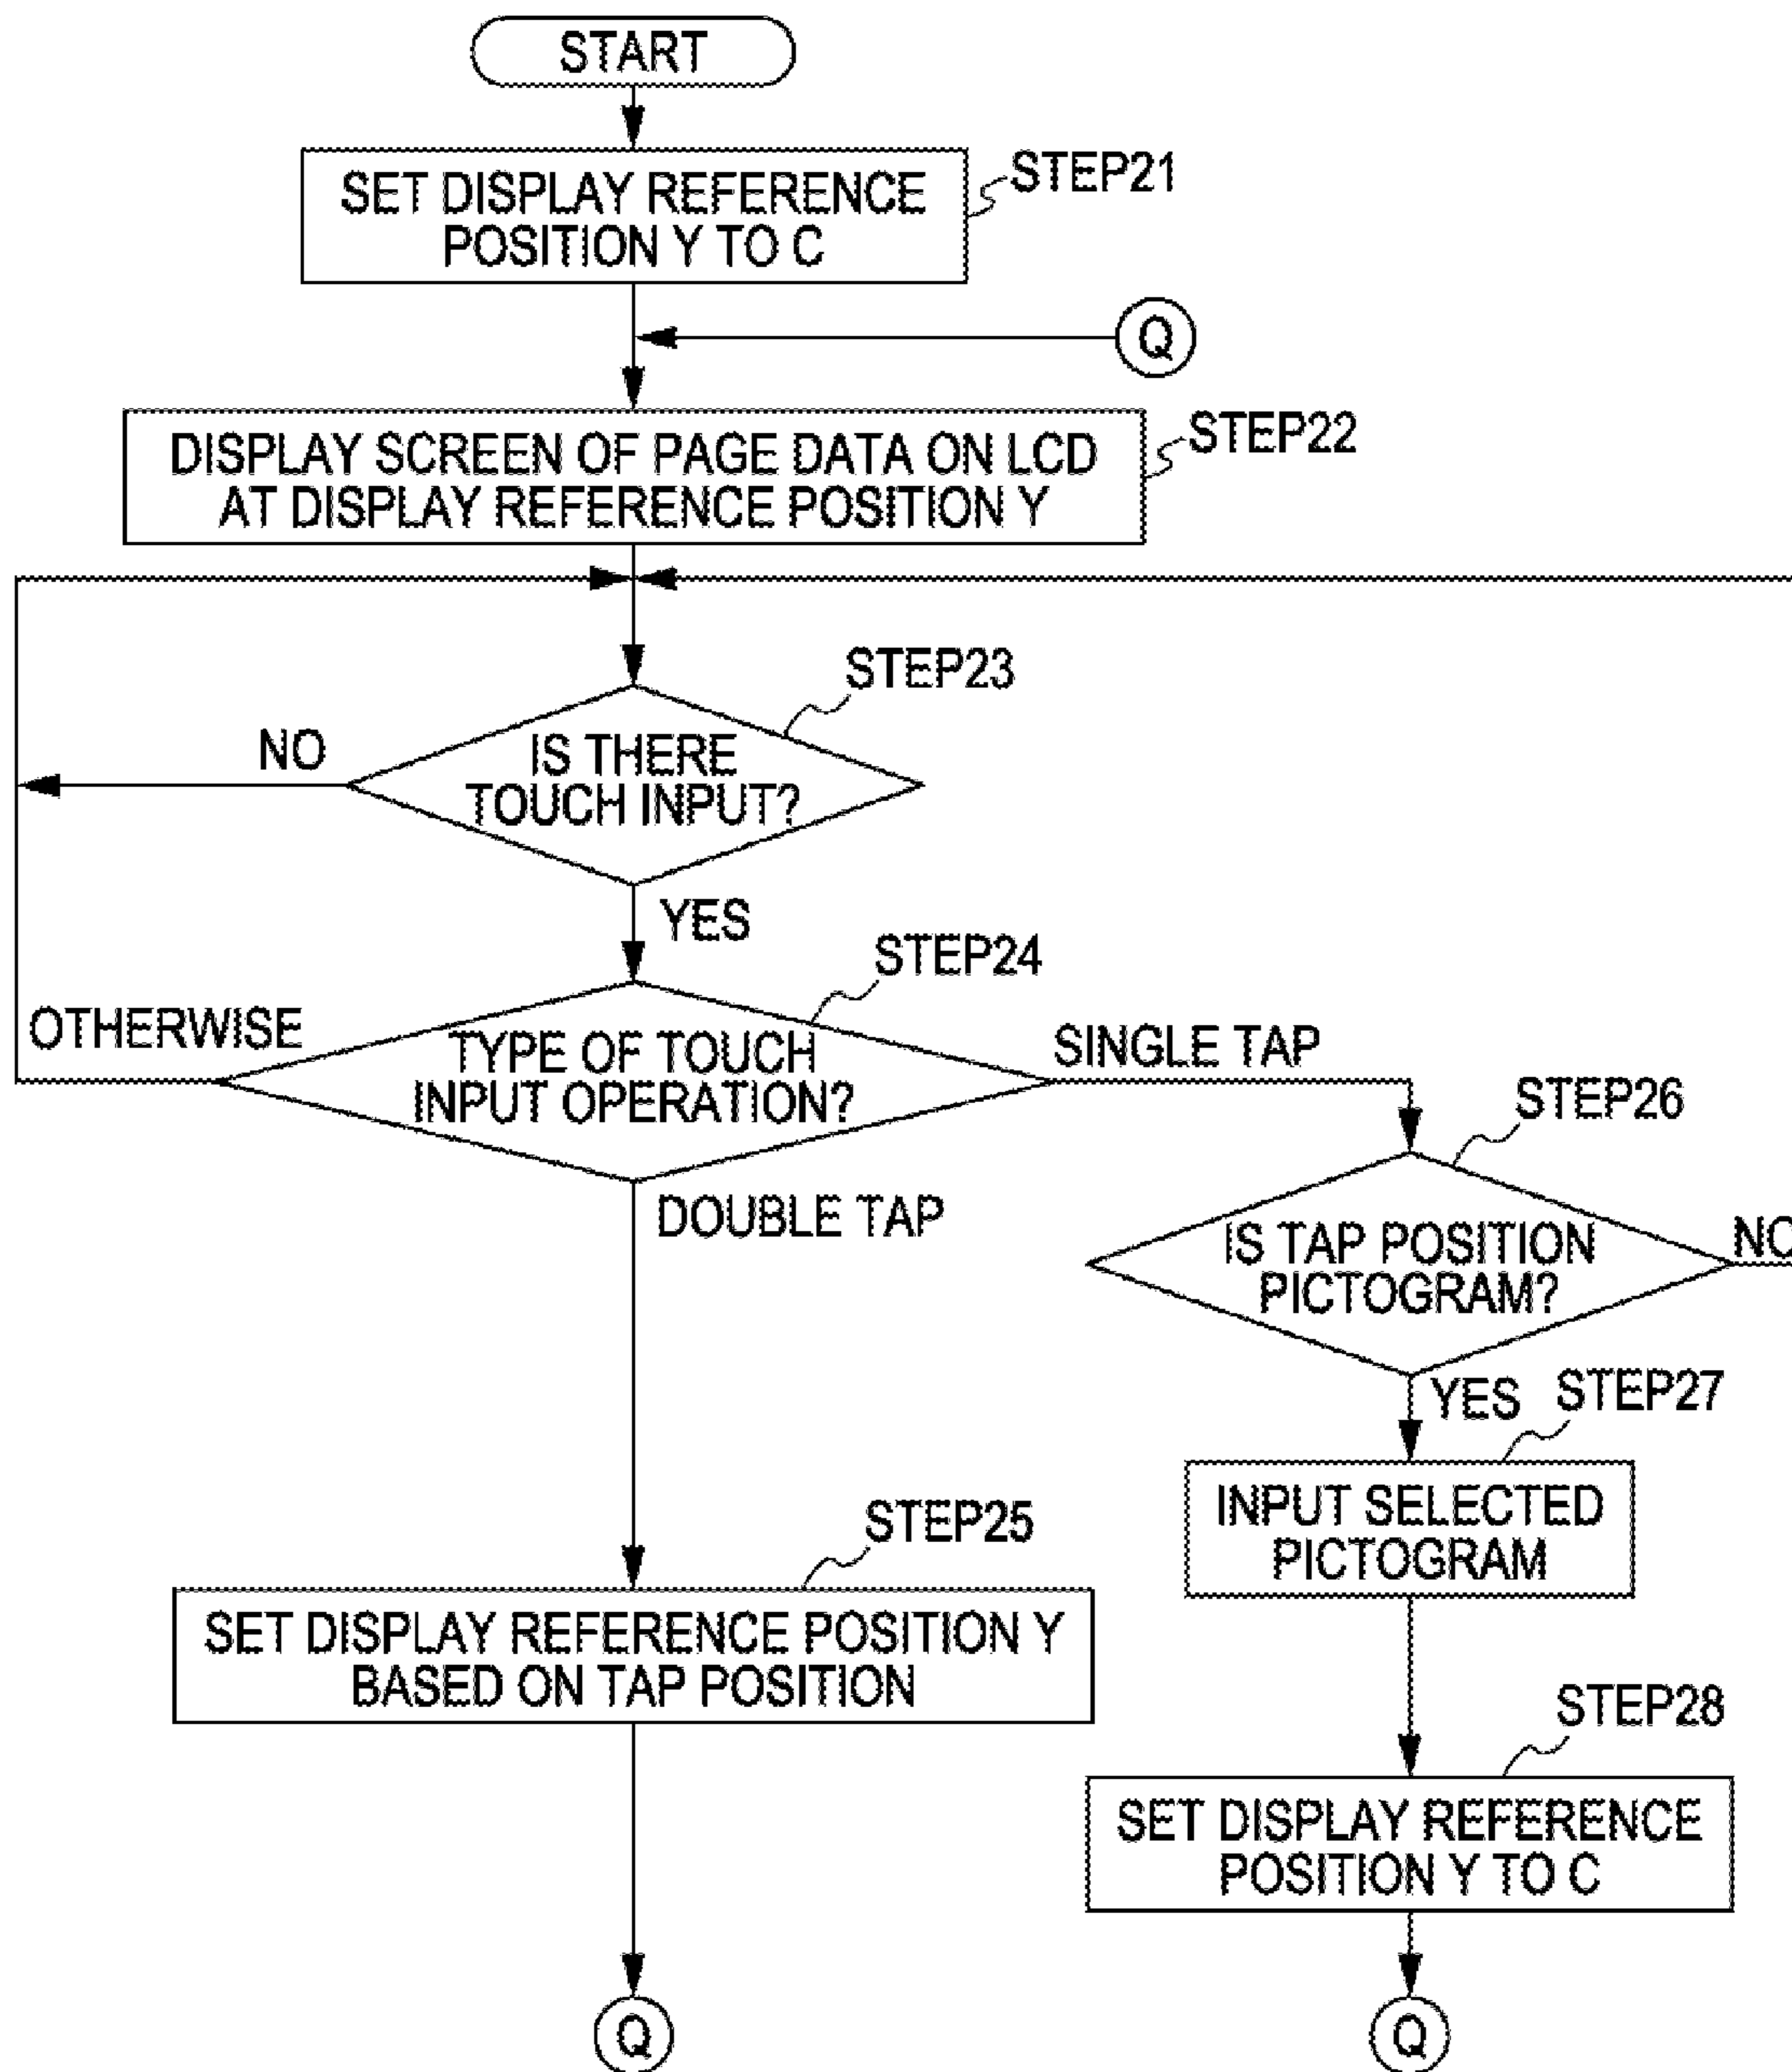 START
SET DISPLAY REFERENCE
POSITION Y TO C
STEP21
Q
DISPLAY SCREEN OF PAGE DATA ON LCD
AT DISPLAY REFERENCE POSITION Y
STEP22
STEP23
IS THERE
TOUCH INPUT?
NO
YES
STEP24
OTHERWISE
TYPE OF TOUCH
INPUT OPERATION?
SINGLE TAP
DOUBLE TAP
STEP26
IS TAP POSITION
PICTOGRAM?
NO
YES
STEP27
INPUT SELECTED
PICTOGRAM
STEP25
SET DISPLAY REFERENCE POSITION Y
BASED ON TAP POSITION
STEP28
SET DISPLAY REFERENCE
POSITION Y TO C
Q
Q